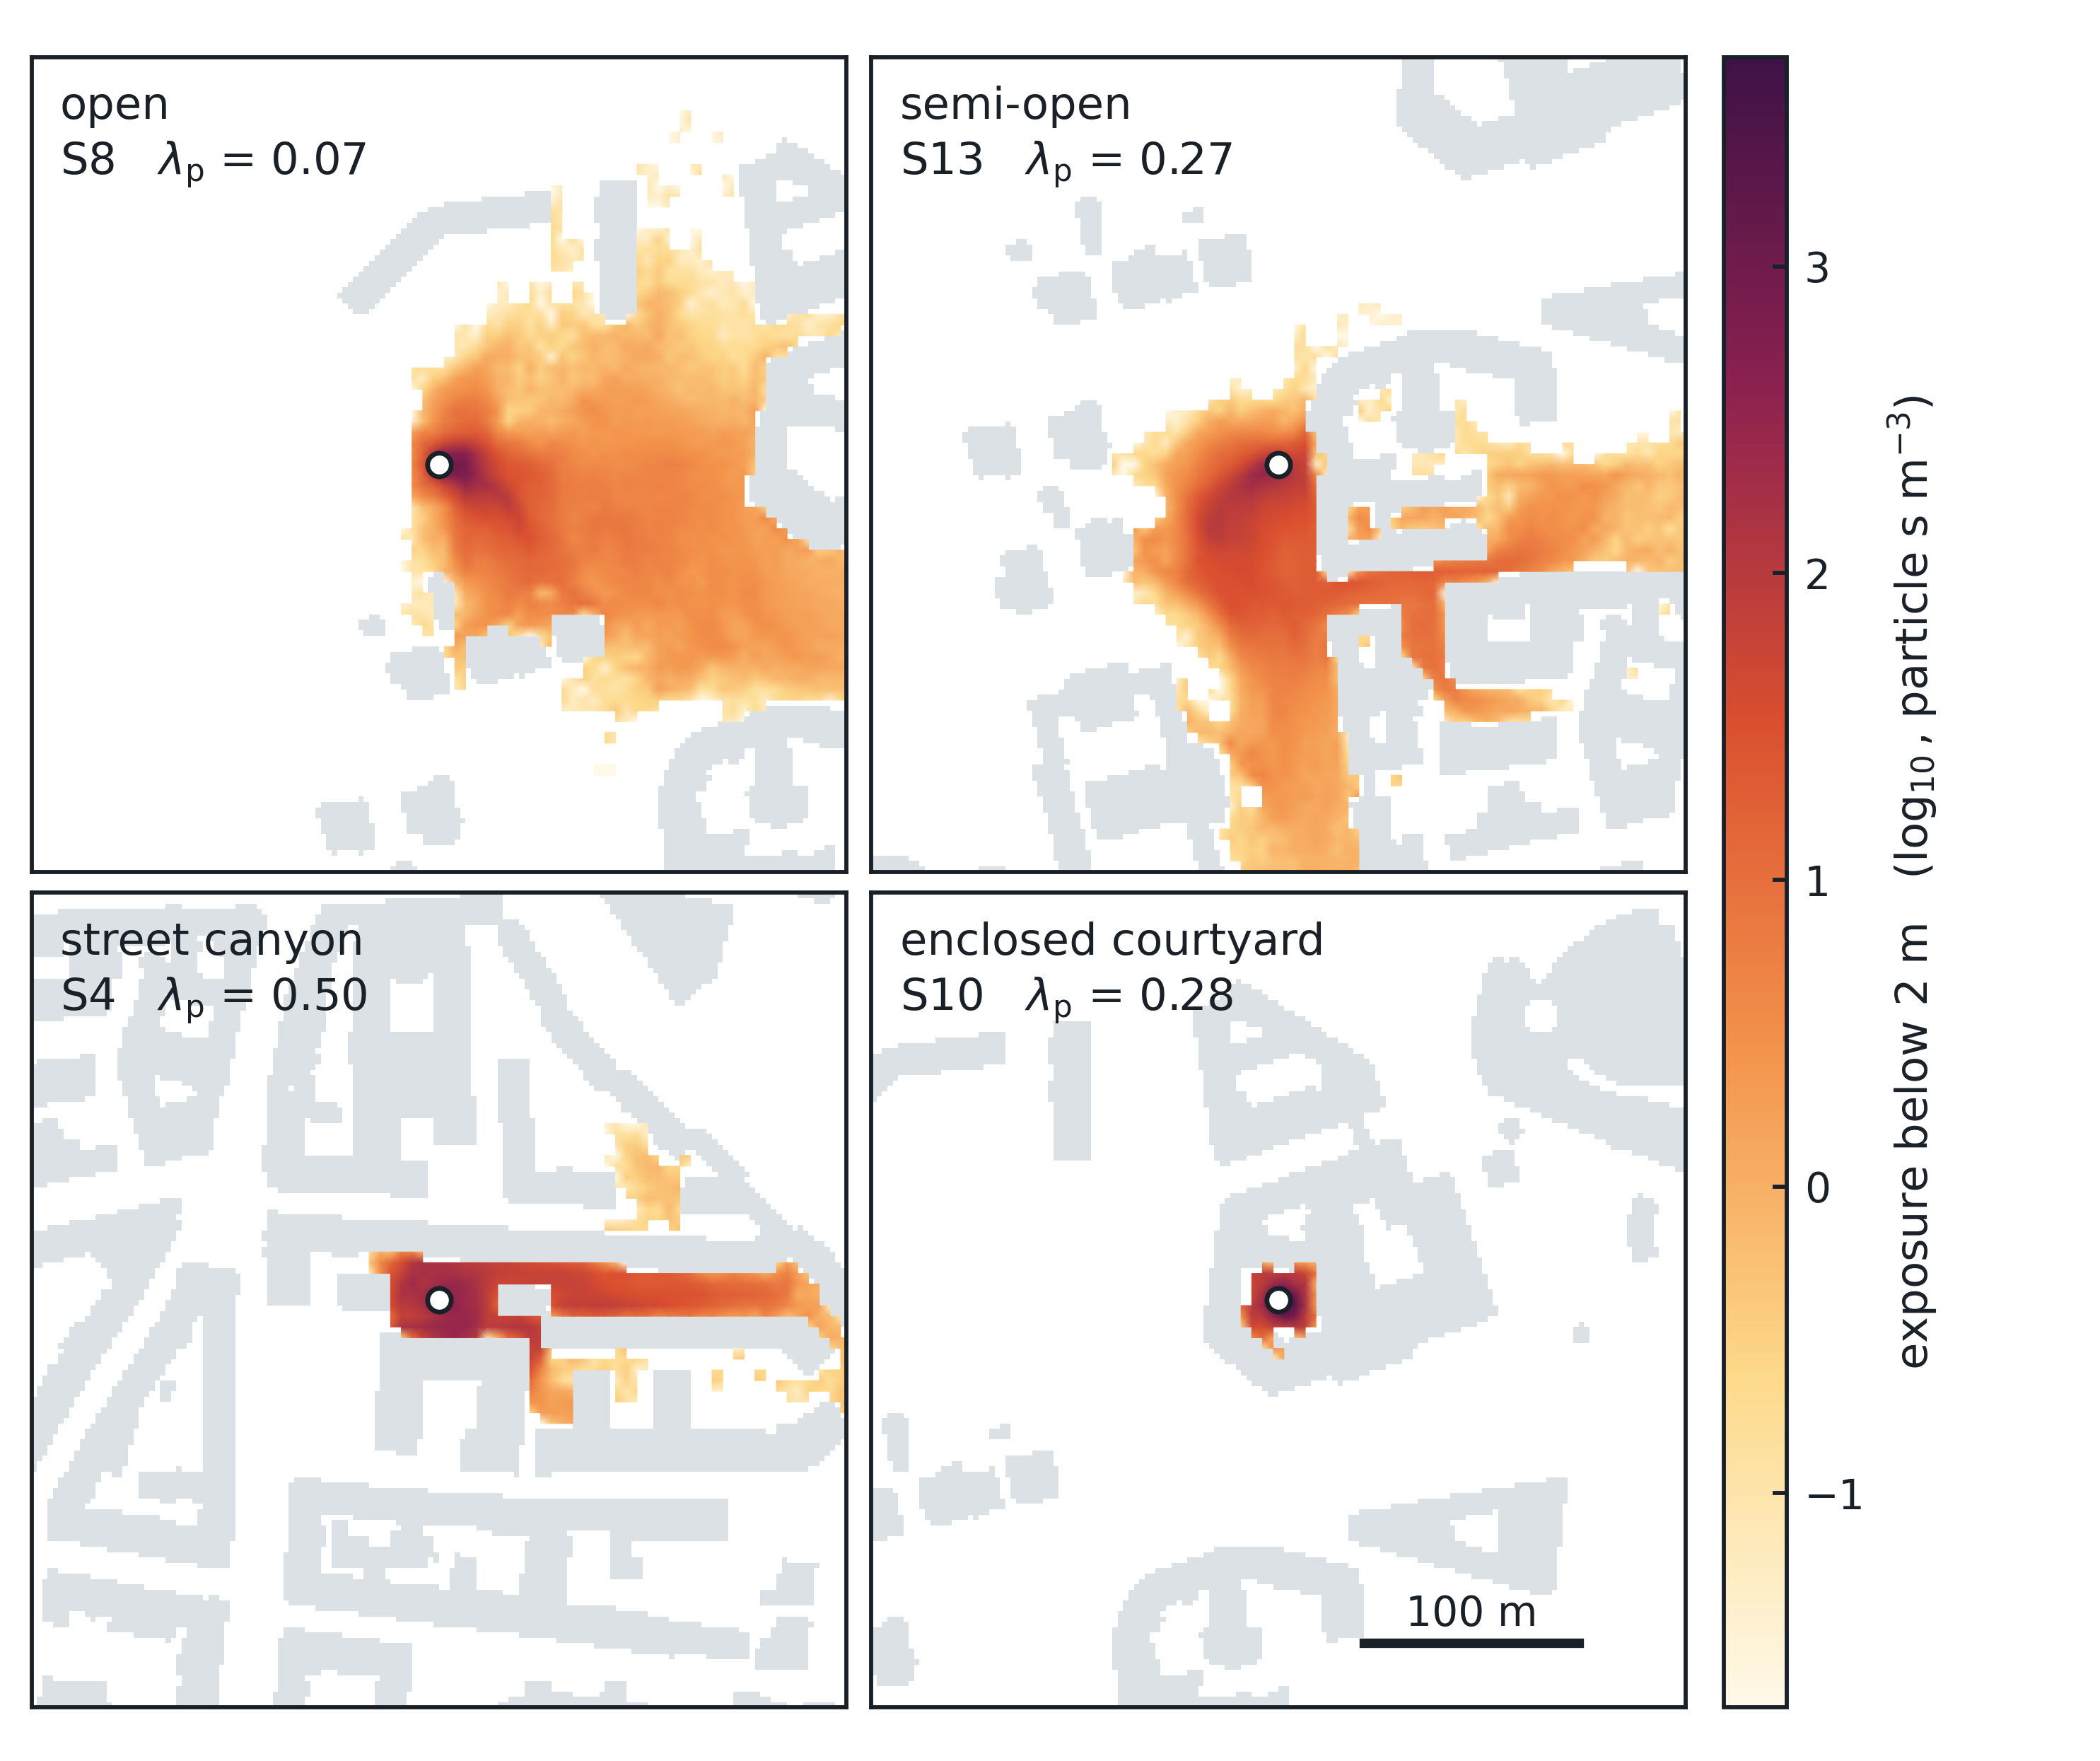 open
S8 λp = 0.07
semi-open
S13 λp = 0.27
street canyon
S4 λp = 0.50
enclosed courtyard
S10 λp = 0.28
100 m
3
2
1
0
−1
exposure below 2 m (log₁₀, particle s m⁻³)